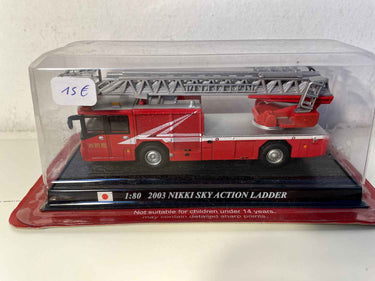 15€
1:80 2003 NIKKI SKY ACTION LADDER
Not suitable for children under 14 years,
may contain detailed sharp points.